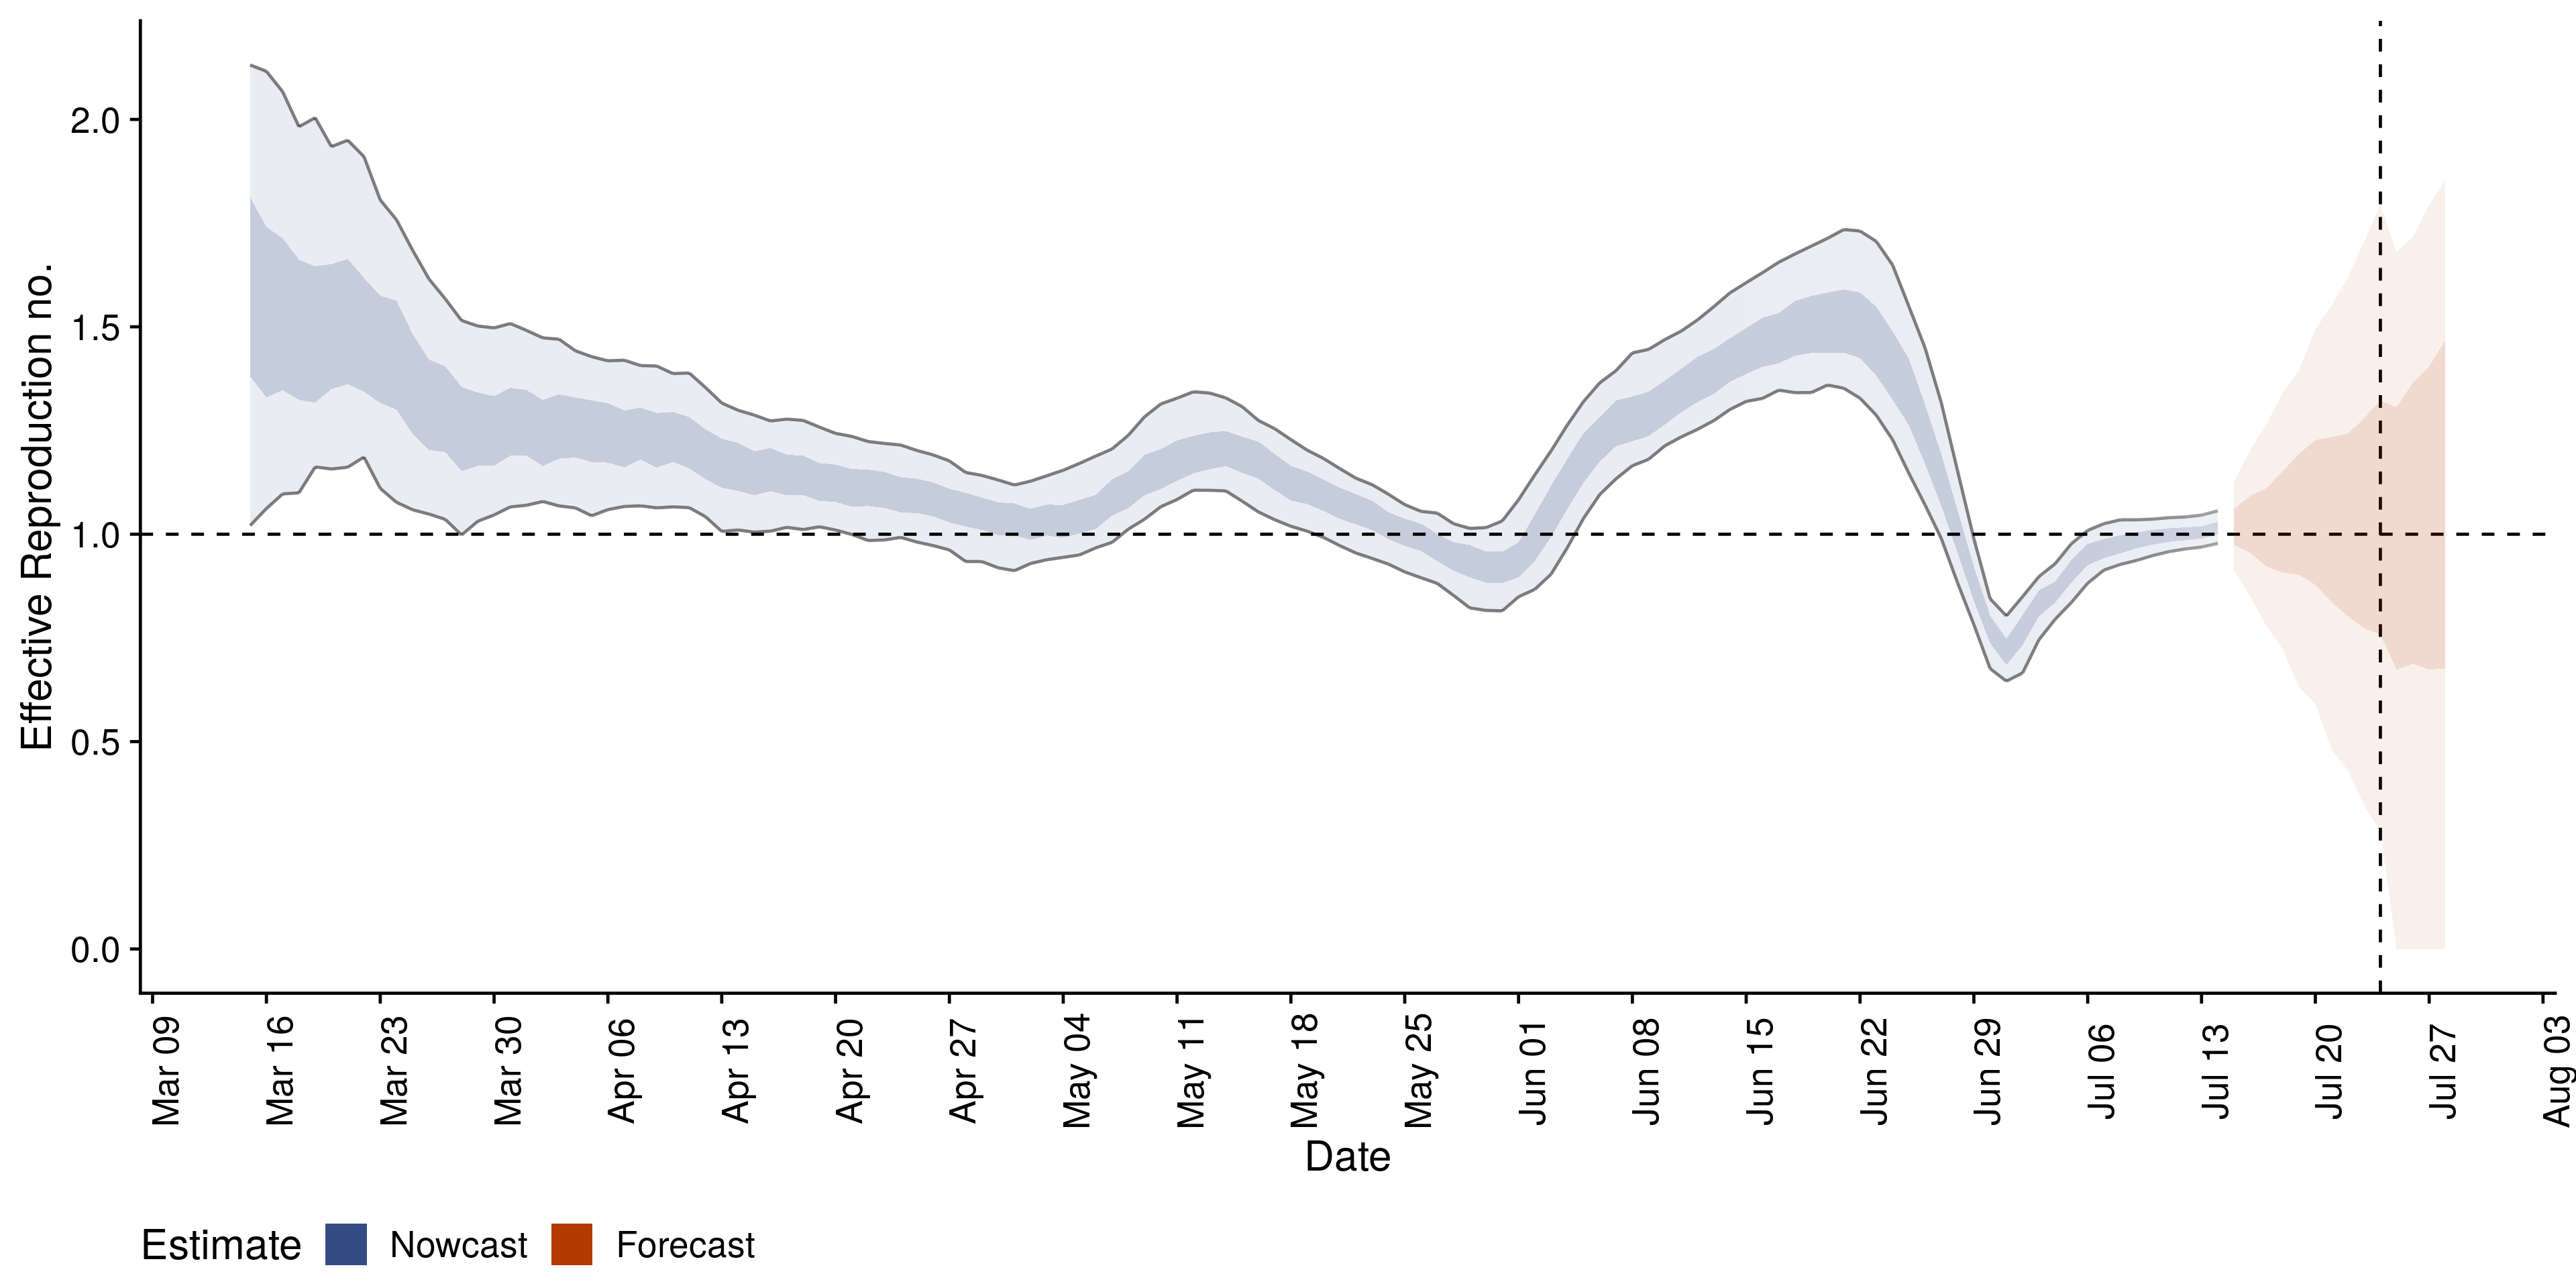 Effective Reproduction no.
2.0
1.5
1.0
0.5
0.0
Mar 09
Mar 16
Mar 23
Mar 30
Apr 06
Apr 13
Apr 20
Apr 27
May 04
May 11
May 18
May 25
Jun 01
Jun 08
Jun 15
Jun 22
Jun 29
Jul 06
Jul 13
Jul 20
Jul 27
Aug 03
Date
Estimate Nowcast Forecast